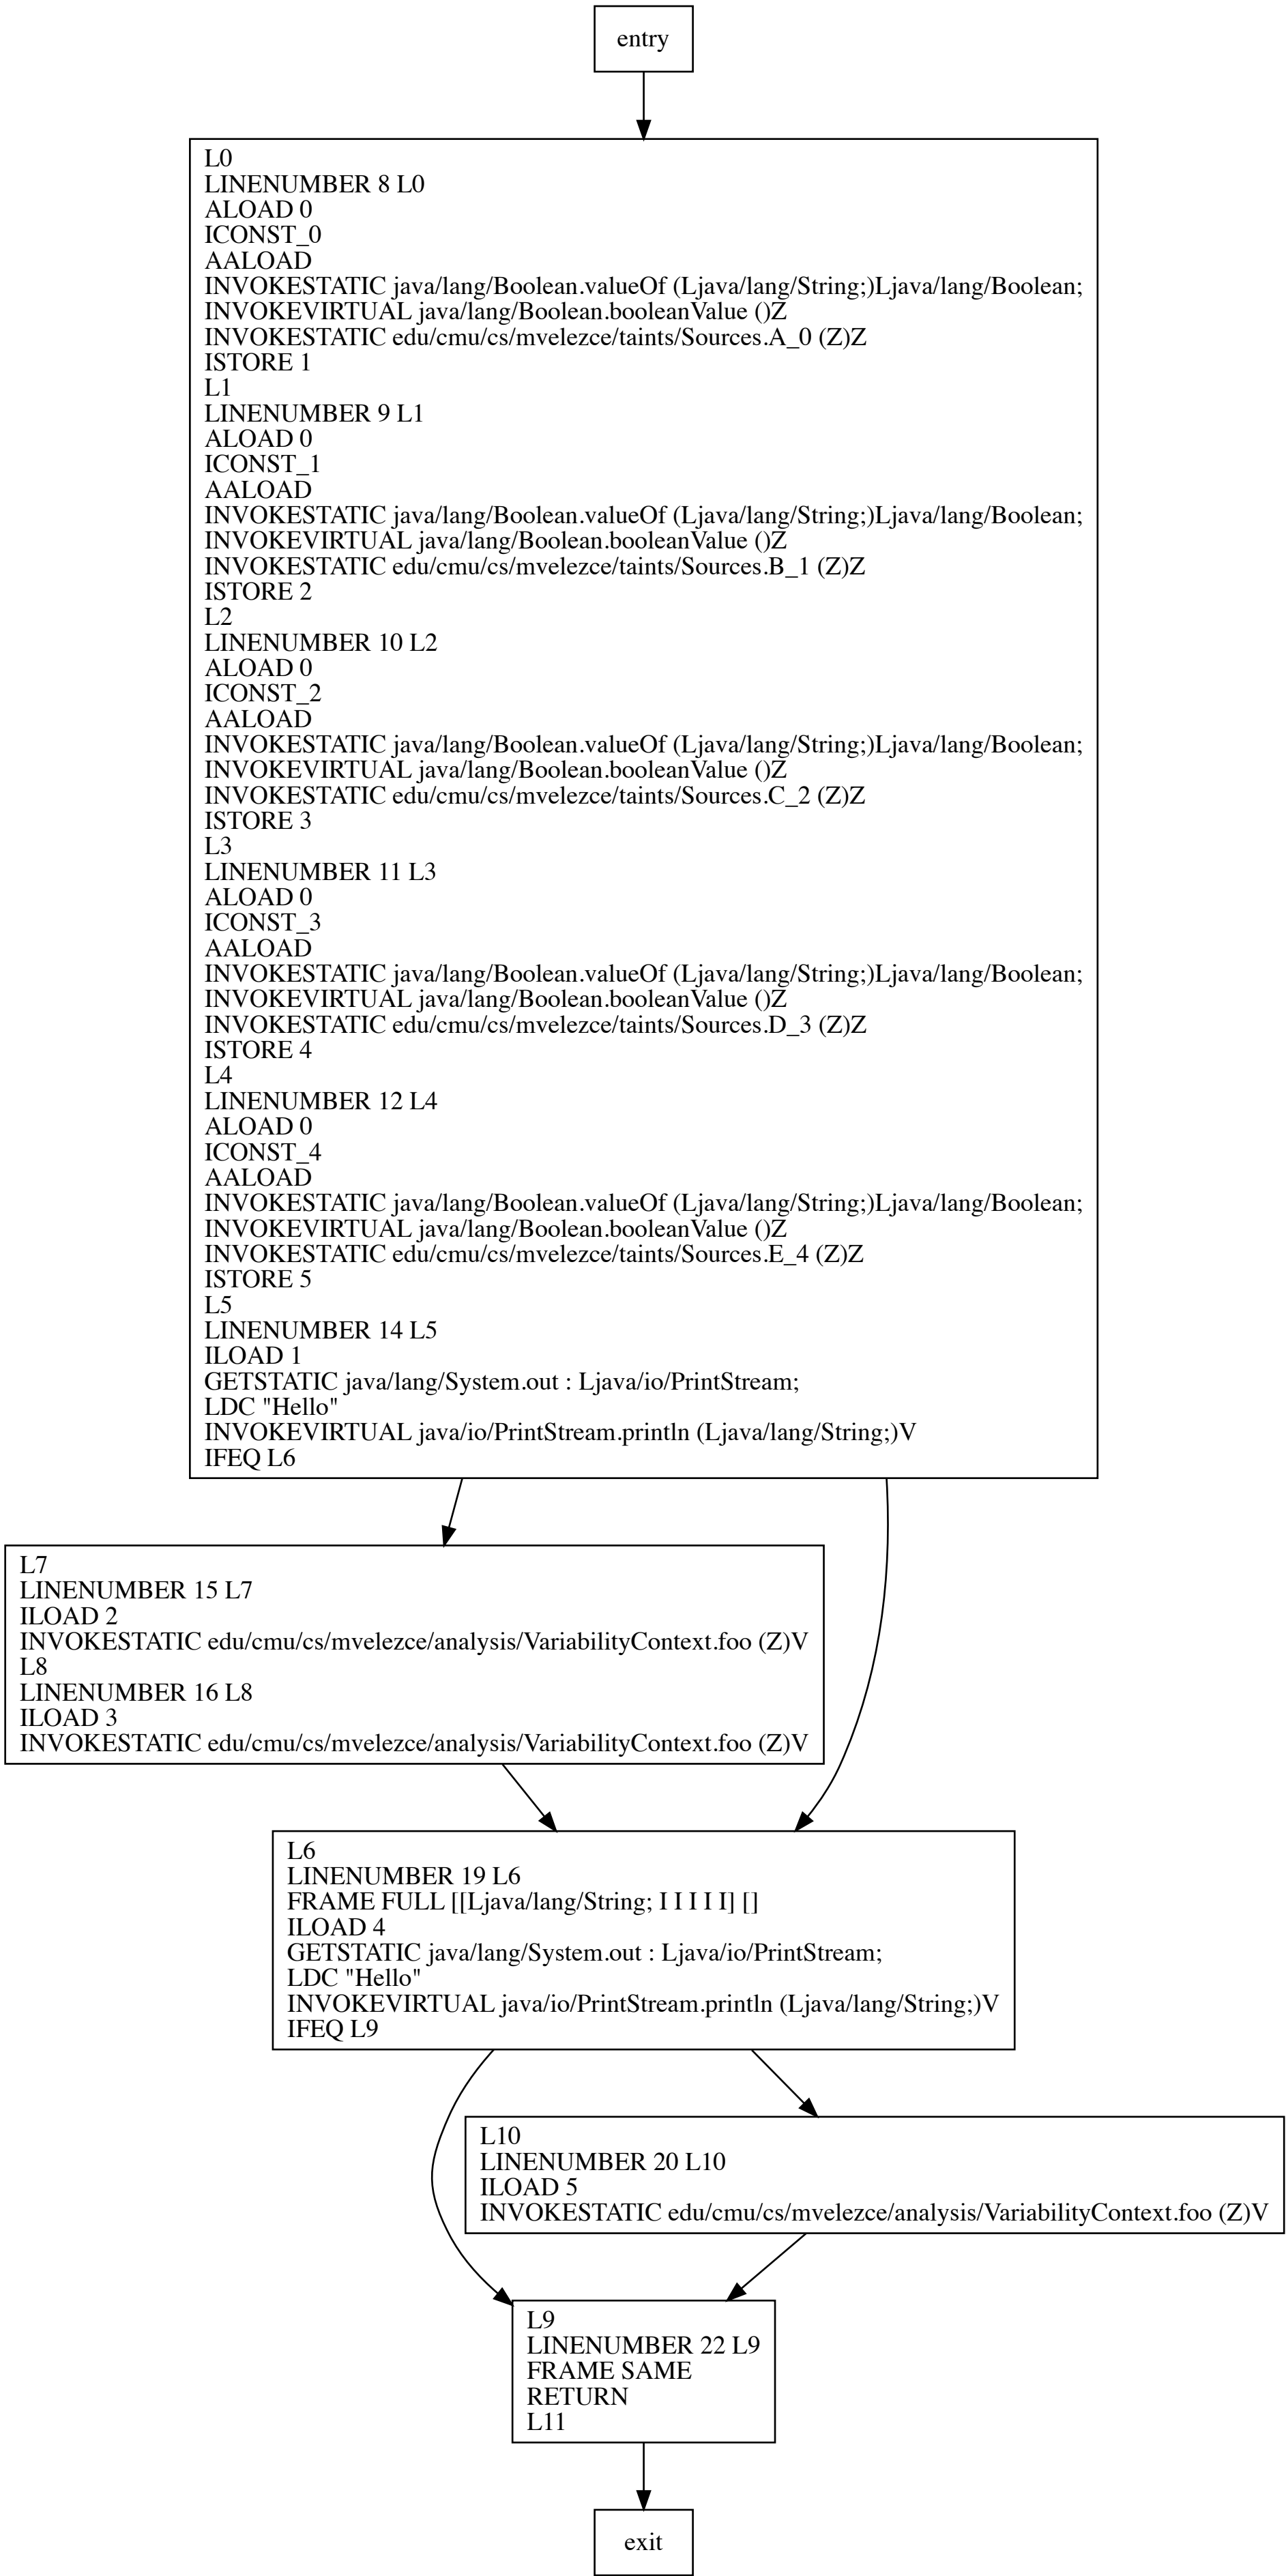 entry
L0
LINENUMBER 8 L0
ALOAD 0
ICONST_0
AALOAD
INVOKESTATIC java/lang/Boolean.valueOf (Ljava/lang/String;)Ljava/lang/Boolean;
INVOKEVIRTUAL java/lang/Boolean.booleanValue ()Z
INVOKESTATIC edu/cmu/cs/mvelezce/taints/Sources.A_0 (Z)Z
ISTORE 1
L1
LINENUMBER 9 L1
ALOAD 0
ICONST_1
AALOAD
INVOKESTATIC java/lang/Boolean.valueOf (Ljava/lang/String;)Ljava/lang/Boolean;
INVOKEVIRTUAL java/lang/Boolean.booleanValue ()Z
INVOKESTATIC edu/cmu/cs/mvelezce/taints/Sources.B_1 (Z)Z
ISTORE 2
L2
LINENUMBER 10 L2
ALOAD 0
ICONST_2
AALOAD
INVOKESTATIC java/lang/Boolean.valueOf (Ljava/lang/String;)Ljava/lang/Boolean;
INVOKEVIRTUAL java/lang/Boolean.booleanValue ()Z
INVOKESTATIC edu/cmu/cs/mvelezce/taints/Sources.C_2 (Z)Z
ISTORE 3
L3
LINENUMBER 11 L3
ALOAD 0
ICONST_3
AALOAD
INVOKESTATIC java/lang/Boolean.valueOf (Ljava/lang/String;)Ljava/lang/Boolean;
INVOKEVIRTUAL java/lang/Boolean.booleanValue ()Z
INVOKESTATIC edu/cmu/cs/mvelezce/taints/Sources.D_3 (Z)Z
ISTORE 4
L4
LINENUMBER 12 L4
ALOAD 0
ICONST_4
AALOAD
INVOKESTATIC java/lang/Boolean.valueOf (Ljava/lang/String;)Ljava/lang/Boolean;
INVOKEVIRTUAL java/lang/Boolean.booleanValue ()Z
INVOKESTATIC edu/cmu/cs/mvelezce/taints/Sources.E_4 (Z)Z
ISTORE 5
L5
LINENUMBER 14 L5
ILOAD 1
GETSTATIC java/lang/System.out : Ljava/io/PrintStream;
LDC "Hello"
INVOKEVIRTUAL java/io/PrintStream.println (Ljava/lang/String;)V
IFEQ L6
L7
LINENUMBER 15 L7
ILOAD 2
INVOKESTATIC edu/cmu/cs/mvelezce/analysis/VariabilityContext.foo (Z)V
L8
LINENUMBER 16 L8
ILOAD 3
INVOKESTATIC edu/cmu/cs/mvelezce/analysis/VariabilityContext.foo (Z)V
L6
LINENUMBER 19 L6
FRAME FULL [[Ljava/lang/String; I I I I I] []
ILOAD 4
GETSTATIC java/lang/System.out : Ljava/io/PrintStream;
LDC "Hello"
INVOKEVIRTUAL java/io/PrintStream.println (Ljava/lang/String;)V
IFEQ L9
L10
LINENUMBER 20 L10
ILOAD 5
INVOKESTATIC edu/cmu/cs/mvelezce/analysis/VariabilityContext.foo (Z)V
L9
LINENUMBER 22 L9
FRAME SAME
RETURN
L11
exit